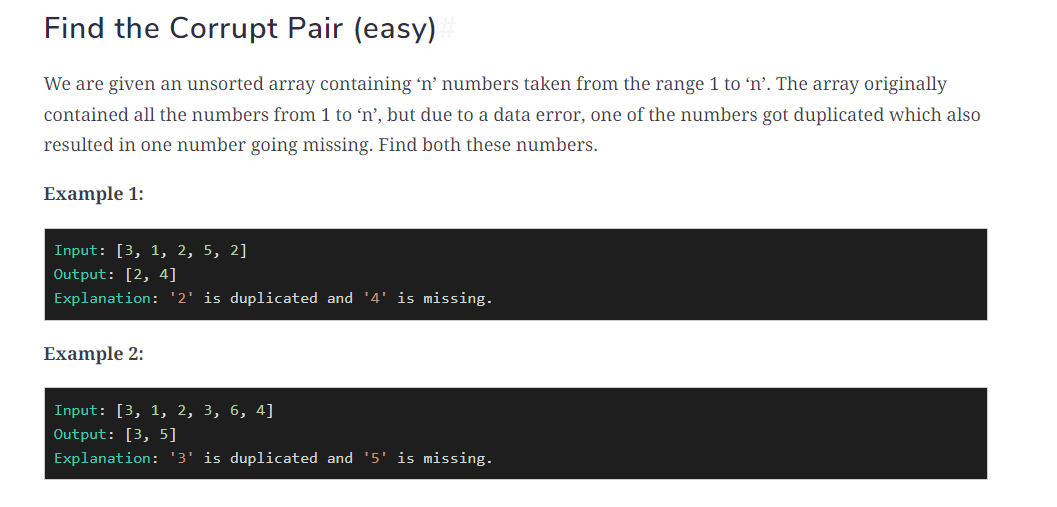 Find the Corrupt Pair (easy)#
We are given an unsorted array containing ‘n’ numbers taken from the range 1 to ‘n’. The array originally
contained all the numbers from 1 to ‘n’, but due to a data error, one of the numbers got duplicated which also
resulted in one number going missing. Find both these numbers.
Example 1:
Input: [3, 1, 2, 5, 2]
Output: [2, 4]
Explanation: '2' is duplicated and '4' is missing.
Example 2:
Input: [3, 1, 2, 3, 6, 4]
Output: [3, 5]
Explanation: '3' is duplicated and '5' is missing.